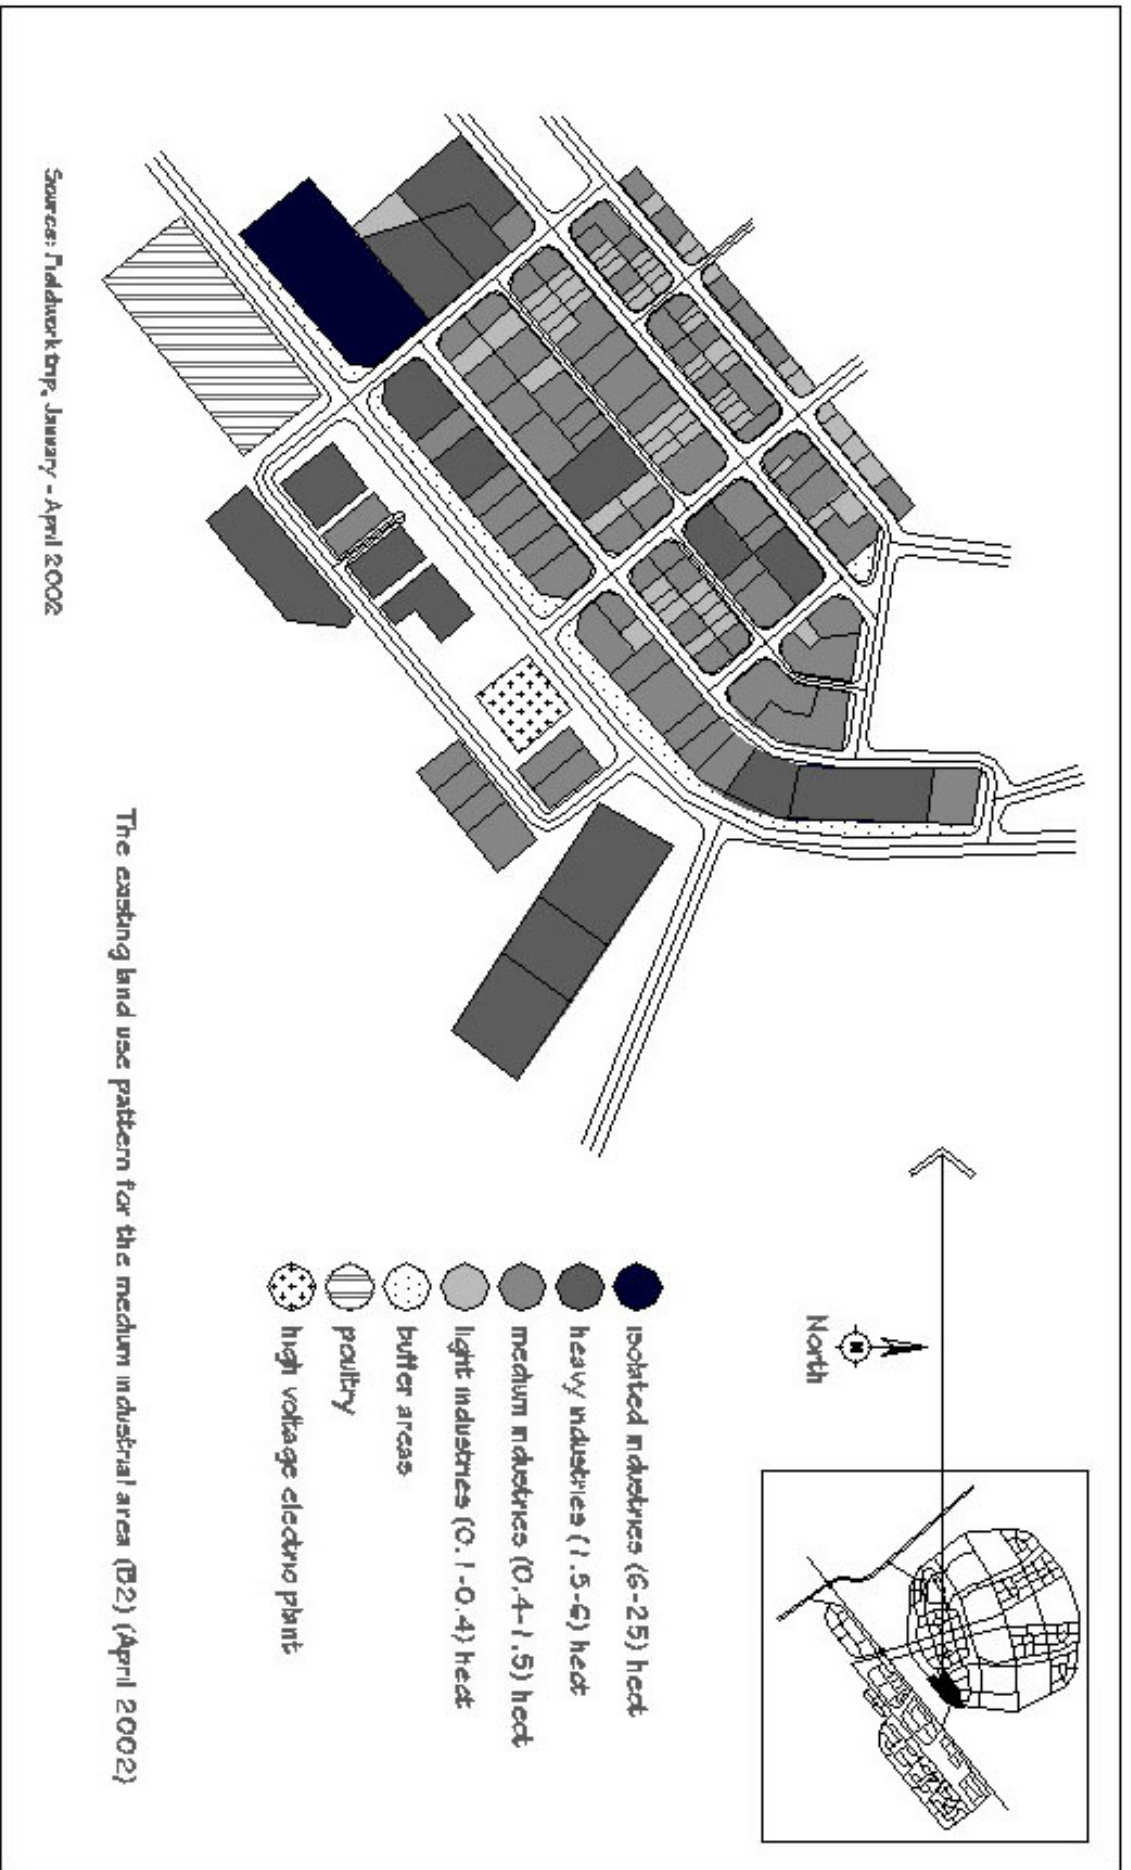 North
N
isolated industries (6-25) hect
heavy industries (1.5-6) hect
medium industries (0.4-1.5) hect
light industries (0.1-0.4) hect
buffer areas
poultry
high voltage electric plant
The existing land use pattern for the medium industrial area (B2) (April 2002)
Source: Fieldwork trip, January - April 2002